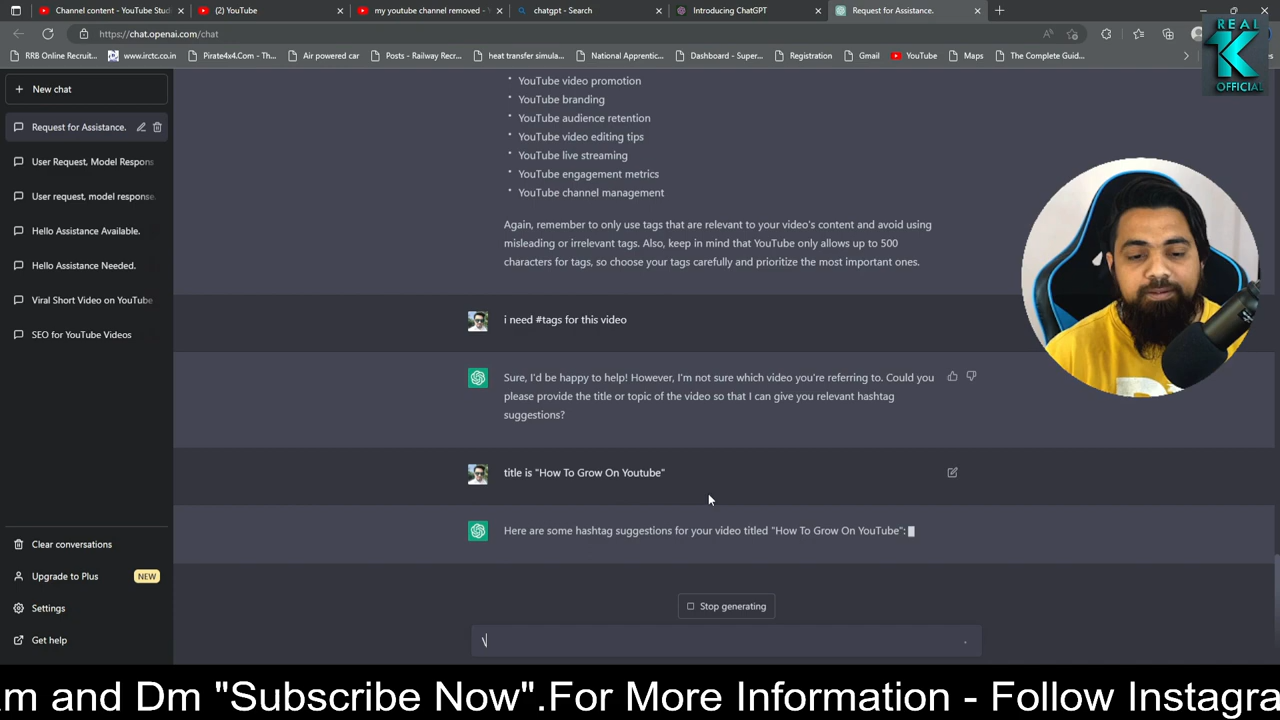 Channel content - YouTube Stud
(2) YouTube
my youtube channel removed -
chatgpt - Search
Introducing ChatGPT
Request for Assistance.
https://chat.openai.com/chat
RRB Online Recruit...
www.irctc.co.in
Pirate4x4.Com - Th...
Air powered car
Posts - Railway Recr...
heat transfer simula...
National Apprentic...
Dashboard - Super...
Registration
Gmail
YouTube
Maps
The Complete Guid...
REAL
K
OFFICIAL
New chat
Request for Assistance.
User Request, Model Respons
User request, model response.
Hello Assistance Available.
Hello Assistance Needed.
Viral Short Video on YouTube
SEO for YouTube Videos
Clear conversations
Upgrade to Plus NEW
Settings
Get help
• YouTube video promotion
• YouTube branding
• YouTube audience retention
• YouTube video editing tips
• YouTube live streaming
• YouTube engagement metrics
• YouTube channel management
Again, remember to only use tags that are relevant to your video's content and avoid using
misleading or irrelevant tags. Also, keep in mind that YouTube only allows up to 500
characters for tags, so choose your tags carefully and prioritize the most important ones.
i need #tags for this video
Sure, I'd be happy to help! However, I'm not sure which video you're referring to. Could you
please provide the title or topic of the video so that I can give you relevant hashtag
suggestions?
title is "How To Grow On Youtube"
Here are some hashtag suggestions for your video titled "How To Grow On YouTube":
Stop generating
\
am and Dm "Subscribe Now".For More Information - Follow Instagra